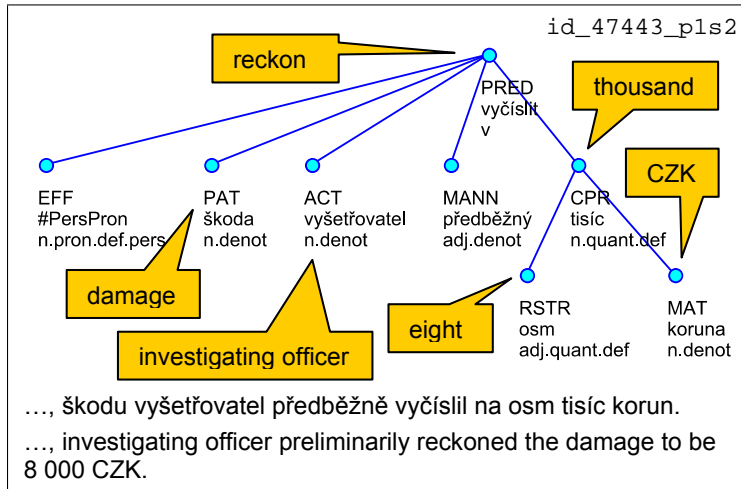 id_47443_p1s2
reckon
PRED
vyčíslit
v
thousand
CZK
EFF
#PersPron
n.pron.def.pers
PAT
škoda
n.denot
ACT
vyšetřovatel
n.denot
MANN
předběžný
adj.denot
CPR
tisíc
n.quant.def
damage
investigating officer
eight
RSTR
osm
adj.quant.def
MAT
koruna
n.denot
…, škodu vyšetřovatel předběžně vyčíslil na osm tisíc korun.
…, investigating officer preliminarily reckoned the damage to be
8 000 CZK.